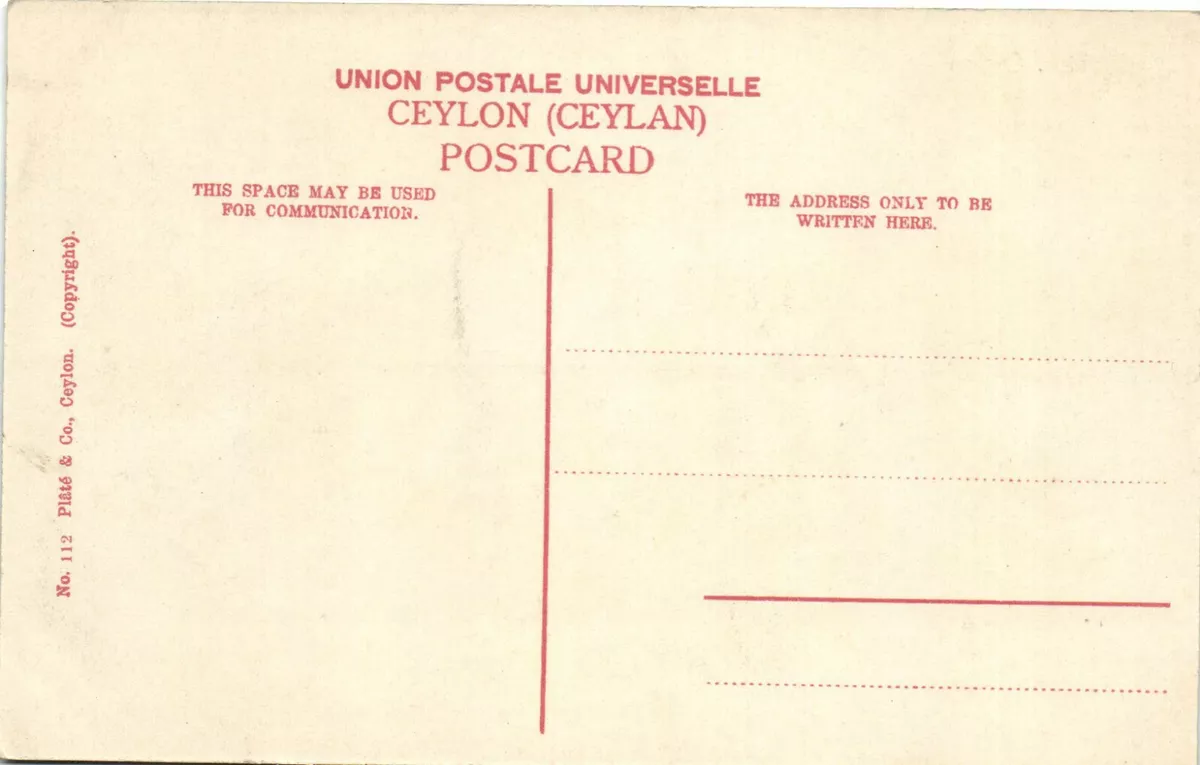 UNION POSTALE UNIVERSELLE
CEYLON (CEYLAN)
POSTCARD
THIS SPACE MAY BE USED
FOR COMMUNICATION.
THE ADDRESS ONLY TO BE
WRITTEN HERE.
No. 112 Plâté & Co., Ceylon. (Copyright).